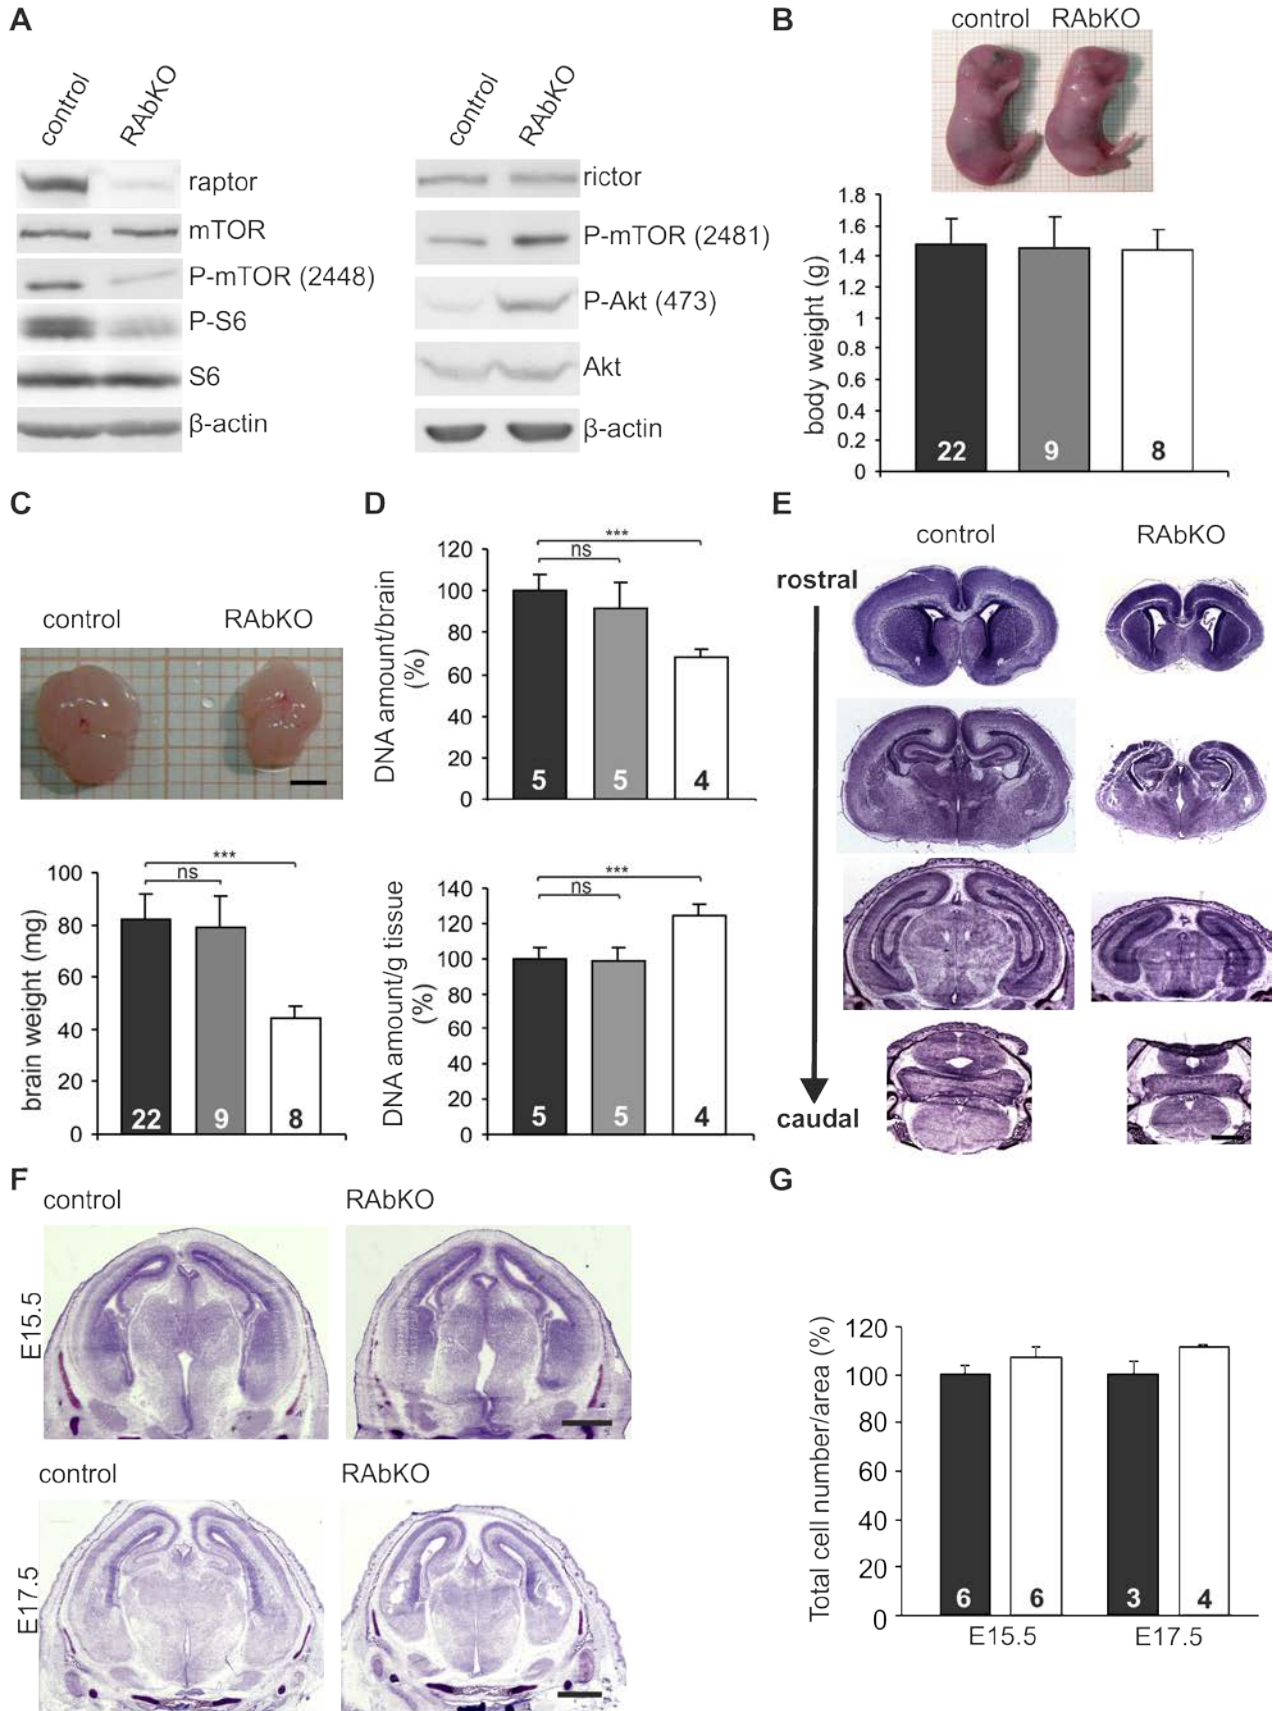 A
control
RAbKO
raptor
mTOR
P-mTOR (2448)
P-S6
S6
β-actin
control
RAbKO
rictor
P-mTOR (2481)
P-Akt (473)
Akt
β-actin
B
control RAbKO
body weight (g)
1.8
1.6
1.4
1.2
1
0.8
0.6
0.4
0.2
0
22 9 8
C
control RAbKO
brain weight (mg)
100
80
60
40
20
0
***
ns
22 9 8
D
DNA amount/brain
(%)
120
100
80
60
40
20
0
***
ns
5 5 4
DNA amount/g tissue
(%)
140
120
100
80
60
40
20
0
***
ns
5 5 4
E
control RAbKO
rostral
caudal
F
control RAbKO
E15.5
control RAbKO
E17.5
G
Total cell number/area (%)
120
100
80
60
40
20
0
6 6 3 4
E15.5 E17.5